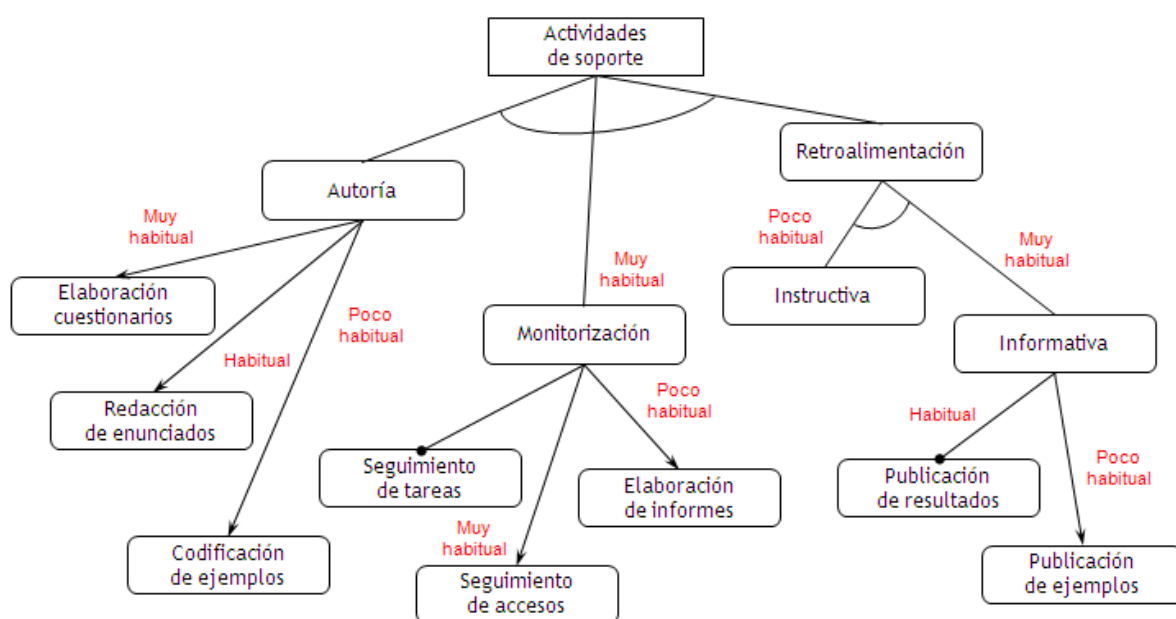 Actividades
de soporte
Retroalimentación
Autoría
Muy
habitual
Poco
habitual
Muy
habitual
Elaboración
cuestionarios
Muy
habitual
Instructiva
Poco
habitual
Monitorización
Informativa
Habitual
Redacción
de enunciados
Poco
habitual
Habitual
Seguimiento
de tareas
Elaboración
de informes
Publicación
de resultados
Poco
habitual
Muy
habitual
Codificación
de ejemplos
Seguimiento
de accesos
Publicación
de ejemplos